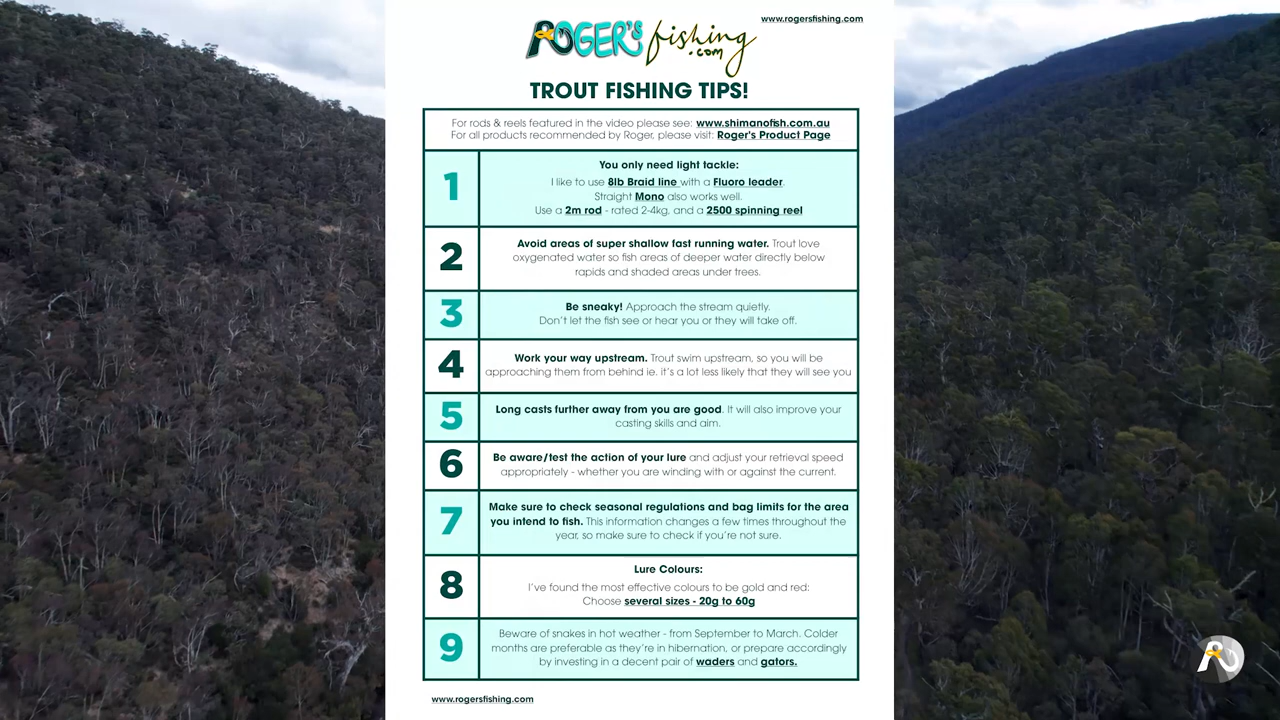 www.rogersfishing.com
ROGER'S fishing
.com
TROUT FISHING TIPS!
For rods & reels featured in the video please see: www.shimanofish.com.au
For all products recommended by Roger, please visit: Roger's Product Page
1
You only need light tackle:
I like to use 8lb Braid line with a Fluoro leader.
Straight Mono also works well.
Use a 2m rod - rated 2-4kg, and a 2500 spinning reel
2
Avoid areas of super shallow fast running water. Trout love
oxygenated water so fish areas of deeper water directly below
rapids and shaded areas under trees.
3
Be sneaky! Approach the stream quietly.
Don't let the fish see or hear you or they will take off.
4
Work your way upstream. Trout swim upstream, so you will be
approaching them from behind ie. it's a lot less likely that they will see you
5
Long casts further away from you are good. It will also improve your
casting skills and aim.
6
Be aware/test the action of your lure and adjust your retrieval speed
appropriately - whether you are winding with or against the current.
7
Make sure to check seasonal regulations and bag limits for the area
you intend to fish. This information changes a few times throughout the
year, so make sure to check if you're not sure.
8
Lure Colours:
I've found the most effective colours to be gold and red:
Choose several sizes - 20g to 60g
9
Beware of snakes in hot weather - from September to March. Colder
months are preferable as they're in hibernation, or prepare accordingly
by investing in a decent pair of waders and gators.
www.rogersfishing.com
R